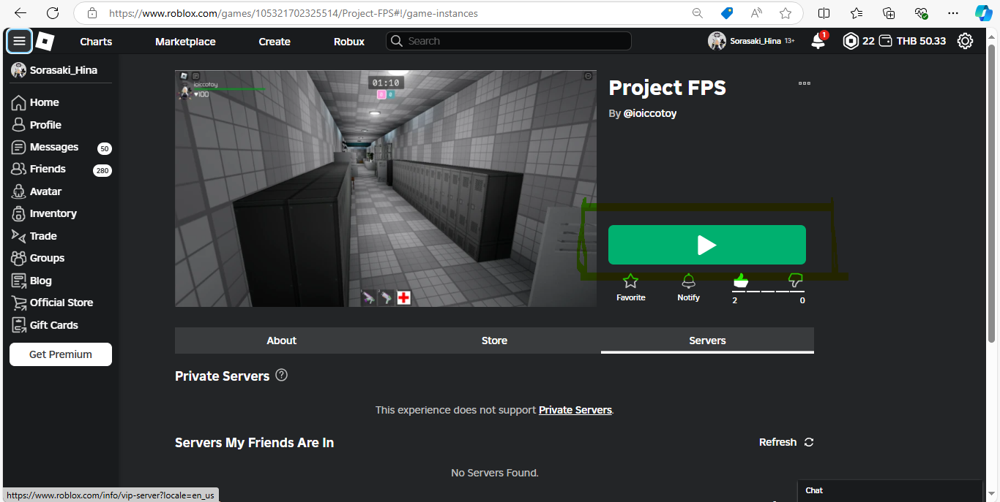 https://www.roblox.com/games/105321702325514/Project-FPS#!/game-instances
Charts
Marketplace
Create
Robux
Search
Sorasaki_Hina 13+
1
22
THB 50.33
Sorasaki_Hina
Home
Profile
Messages 50
Friends 280
Avatar
Inventory
Trade
Groups
Blog
Official Store
Gift Cards
Get Premium
ioiccotoy
♥100
01:10
0 0
Project FPS
By @ioiccotoy
Favorite
Notify
2
0
About
Store
Servers
Private Servers ?
This experience does not support Private Servers.
Servers My Friends Are In
Refresh
No Servers Found.
Chat
https://www.roblox.com/info/vip-server?locale=en_us